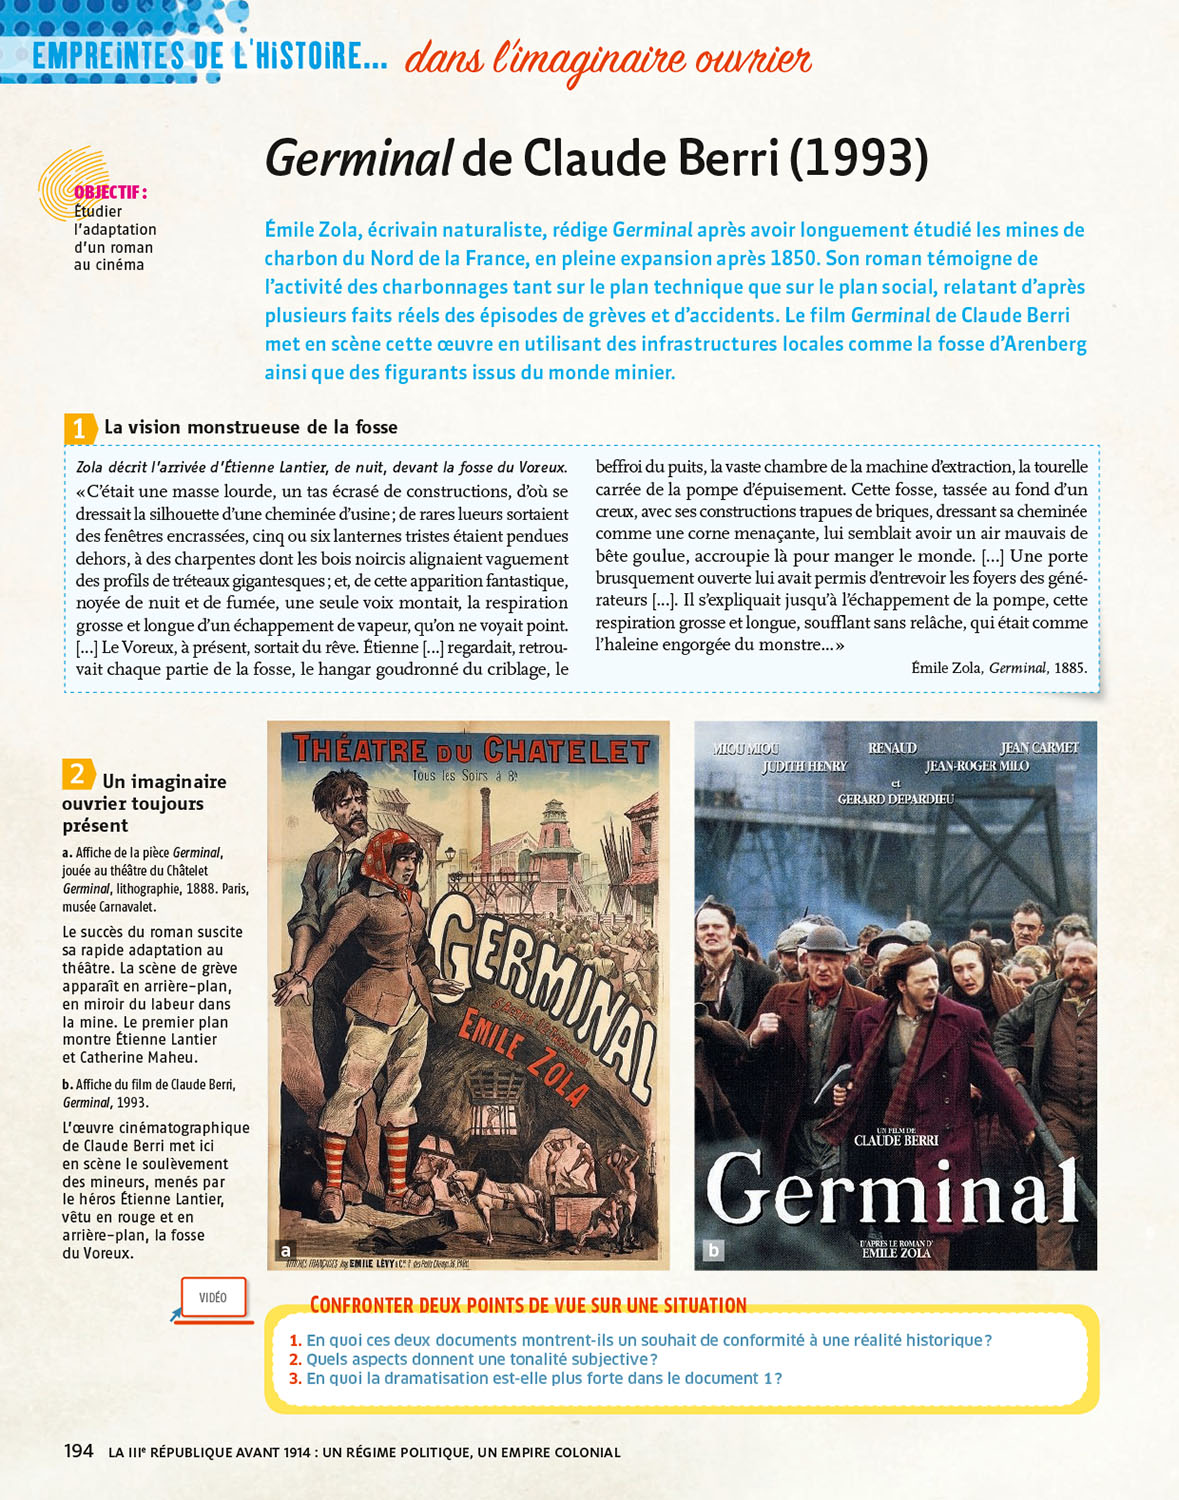 EMPREINTES DE L'HISTOIRE... dans l'imaginaire ouvrier
Germinal de Claude Berri (1993)
OBJECTIF :
Étudier
l'adaptation
d'un roman
au cinéma
Émile Zola, écrivain naturaliste, rédige Germinal après avoir longuement étudié les mines de
charbon du Nord de la France, en pleine expansion après 1850. Son roman témoigne de
l'activité des charbonnages tant sur le plan technique que sur le plan social, relatant d'après
plusieurs faits réels des épisodes de grèves et d'accidents. Le film Germinal de Claude Berri
met en scène cette œuvre en utilisant des infrastructures locales comme la fosse d'Arenberg
ainsi que des figurants issus du monde minier.
1 La vision monstrueuse de la fosse
Zola décrit l'arrivée d'Étienne Lantier, de nuit, devant la fosse du Voreux.
« C'était une masse lourde, un tas écrasé de constructions, d'où se
dressait la silhouette d'une cheminée d'usine ; de rares lueurs sortaient
des fenêtres encrassées, cinq ou six lanternes tristes étaient pendues
dehors, à des charpentes dont les bois noircis alignaient vaguement
des profils de tréteaux gigantesques ; et, de cette apparition fantastique,
noyée de nuit et de fumée, une seule voix montait, la respiration
grosse et longue d'un échappement de vapeur, qu'on ne voyait point.
[...] Le Voreux, à présent, sortait du rêve. Étienne [...] regardait, retrou-
vait chaque partie de la fosse, le hangar goudronné du criblage, le
beffroi du puits, la vaste chambre de la machine d'extraction, la tourelle
carrée de la pompe d'épuisement. Cette fosse, tassée au fond d'un
creux, avec ses constructions trapues de briques, dressant sa cheminée
comme une corne menaçante, lui semblait avoir un air mauvais de
bête goulue, accroupie là pour manger le monde. [...] Une porte
brusquement ouverte lui avait permis d'entrevoir les foyers des géné-
rateurs [...]. Il s'expliquait jusqu'à l'échappement de la pompe, cette
respiration grosse et longue, soufflant sans relâche, qui était comme
l'haleine engorgée du monstre... »
Émile Zola, Germinal, 1885.
2 Un imaginaire
ouvrier toujours
présent
a. Affiche de la pièce Germinal,
jouée au théâtre du Châtelet
Germinal, lithographie, 1888. Paris,
musée Carnavalet.
Le succès du roman suscite
sa rapide adaptation au
théâtre. La scène de grève
apparaît en arrière-plan,
en miroir du labeur dans
la mine. Le premier plan
montre Étienne Lantier
et Catherine Maheu.
b. Affiche du film de Claude Berri,
Germinal, 1993.
L'œuvre cinématographique
de Claude Berri met ici
en scène le soulèvement
des mineurs, menés par
le héros Étienne Lantier,
vêtu en rouge et en
arrière-plan, la fosse
du Voreux.
VIDÉO
THÉATRE DU CHATELET
Tous les Soirs à 8h
GERMINAL
EMILE ZOLA
a
AFFICHES FRANÇAISES Imp. EMILE LÉVY & Cie
MIOU MIOU RENAUD JEAN CARMET
JUDITH HENRY JEAN-ROGER MILO
et
GERARD DEPARDIEU
UN FILM DE
CLAUDE BERRI
Germinal
D'APRÈS LE ROMAN D'
EMILE ZOLA
b
CONFRONTER DEUX POINTS DE VUE SUR UNE SITUATION
1. En quoi ces deux documents montrent-ils un souhait de conformité à une réalité historique ?
2. Quels aspects donnent une tonalité subjective ?
3. En quoi la dramatisation est-elle plus forte dans le document 1 ?
194 LA IIIe RÉPUBLIQUE AVANT 1914 : UN RÉGIME POLITIQUE, UN EMPIRE COLONIAL